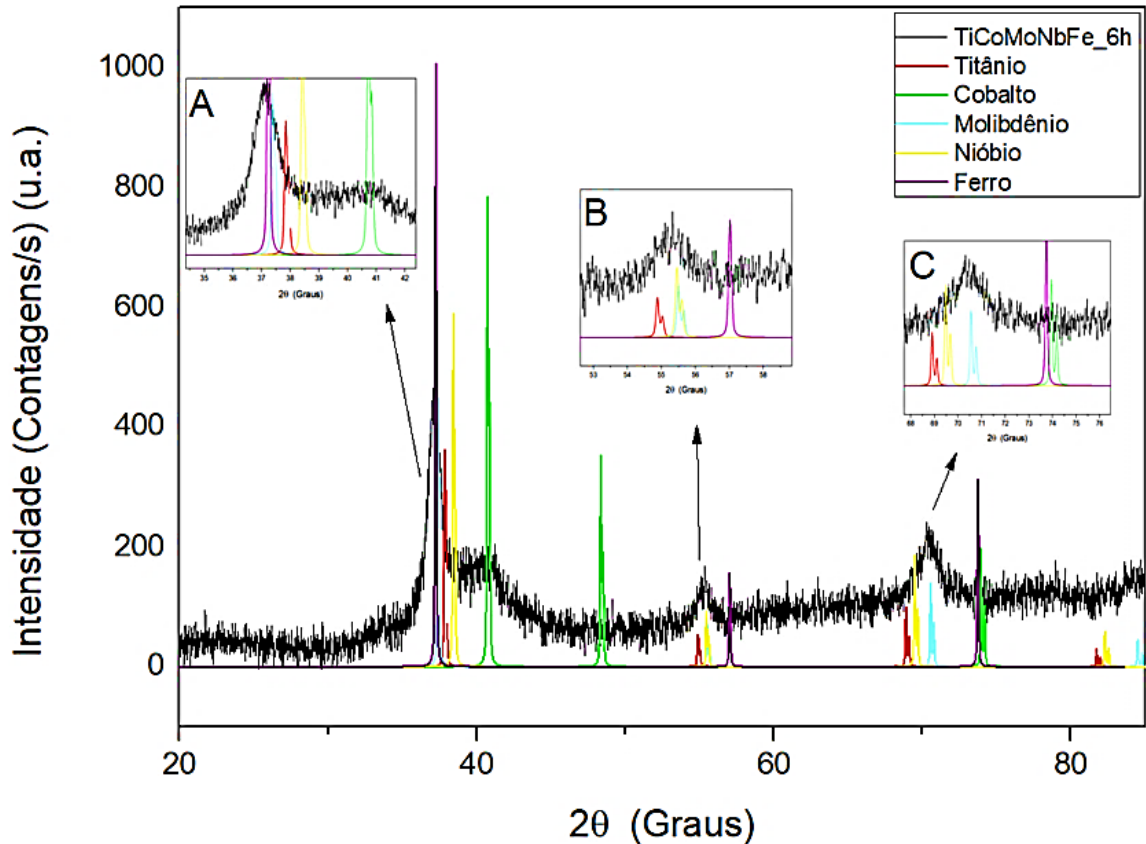 Intensidade (Contagens/s) (u.a.)
1000
800
600
400
200
0
20
40
60
80
2θ (Graus)
TiCoMoNbFe_6h
Titânio
Cobalto
Molibdênio
Nióbio
Ferro
A
35 36 37 38 39 40 41 42
2θ (Graus)
B
53 54 55 56 57 58
2θ (Graus)
C
68 69 70 71 72 73 74 75 76
2θ (Graus)